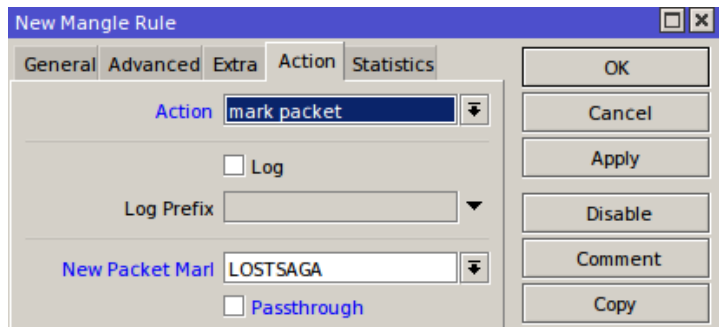 New Mangle Rule
General Advanced Extra Action Statistics
OK
Action mark packet
Cancel
Log
Apply
Log Prefix
Disable
New Packet Marl LOSTSAGA
Comment
Passthrough
Copy